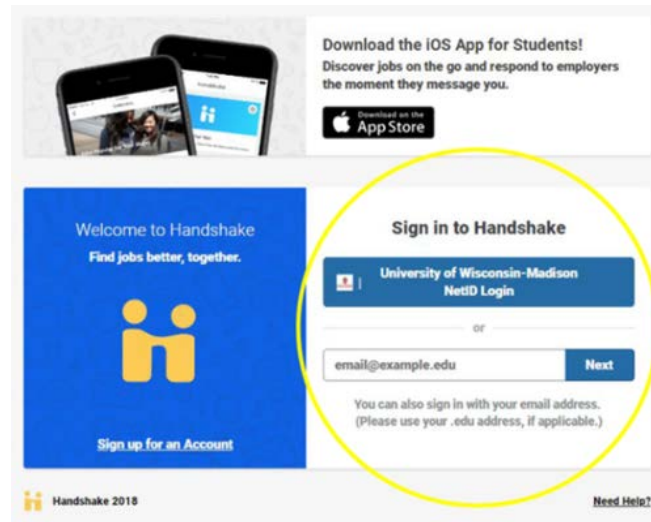 Download the iOS App for Students!
Discover jobs on the go and respond to employers
the moment they message you.
Download on the
App Store
Welcome to Handshake
Find jobs better, together.
Sign up for an Account
Sign in to Handshake
University of Wisconsin-Madison
NetID Login
or
email@example.edu
Next
You can also sign in with your email address.
(Please use your .edu address, if applicable.)
Handshake 2018
Need Help?